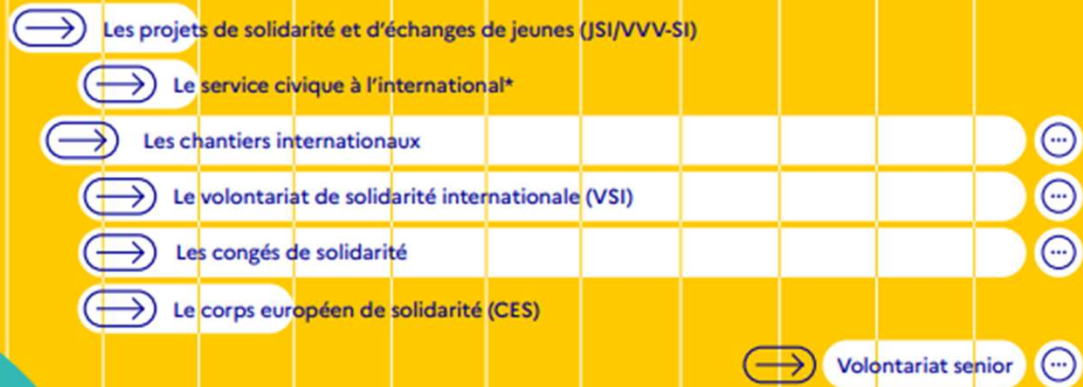 Les projets de solidarité et d'échanges de jeunes (JSI/VVV-SI)
Le service civique à l'international*
Les chantiers internationaux
Le volontariat de solidarité internationale (VSI)
Les congés de solidarité
Le corps européen de solidarité (CES)
Volontariat senior